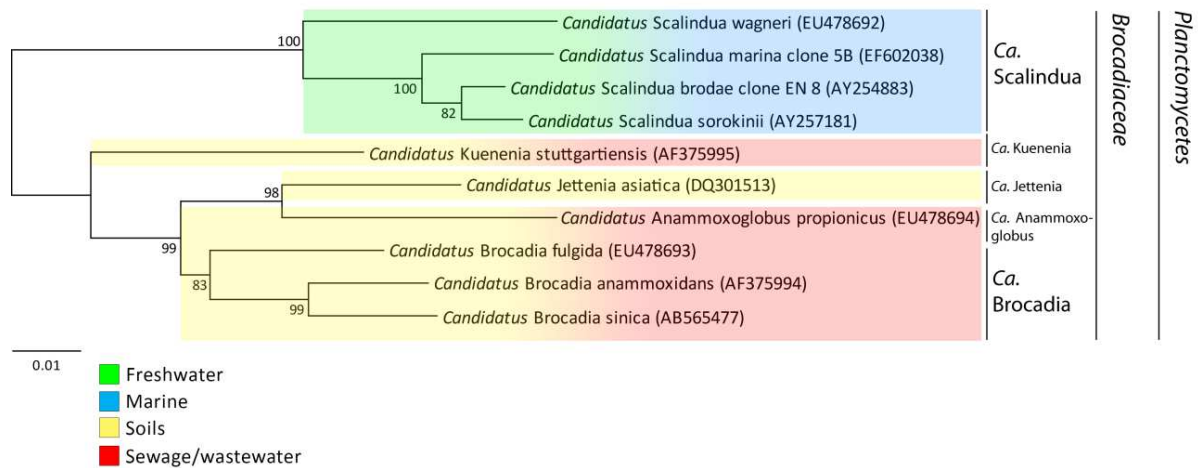 Candidatus Scalindua wagneri (EU478692)
100
Candidatus Scalindua marina clone 5B (EF602038)
100
Candidatus Scalindua brodae clone EN 8 (AY254883)
82
Candidatus Scalindua sorokinii (AY257181)
Candidatus Kuenenia stuttgartiensis (AF375995)
98
Candidatus Jettenia asiatica (DQ301513)
Candidatus Anammoxoglobus propionicus (EU478694)
99
Candidatus Brocadia fulgida (EU478693)
83
Candidatus Brocadia anammoxidans (AF375994)
99
Candidatus Brocadia sinica (AB565477)
Ca.
Scalindua
Ca. Kuenenia
Ca. Jettenia
Ca. Anammoxo-
globus
Ca.
Brocadia
Brocadiaceae
Planctomycetes
0.01
Freshwater
Marine
Soils
Sewage/wastewater